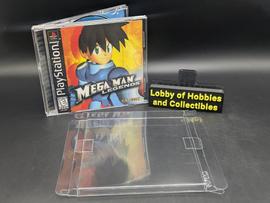 PlayStation
MEGA MAN
LEGENDS
Lobby of Hobbies
and Collectibles